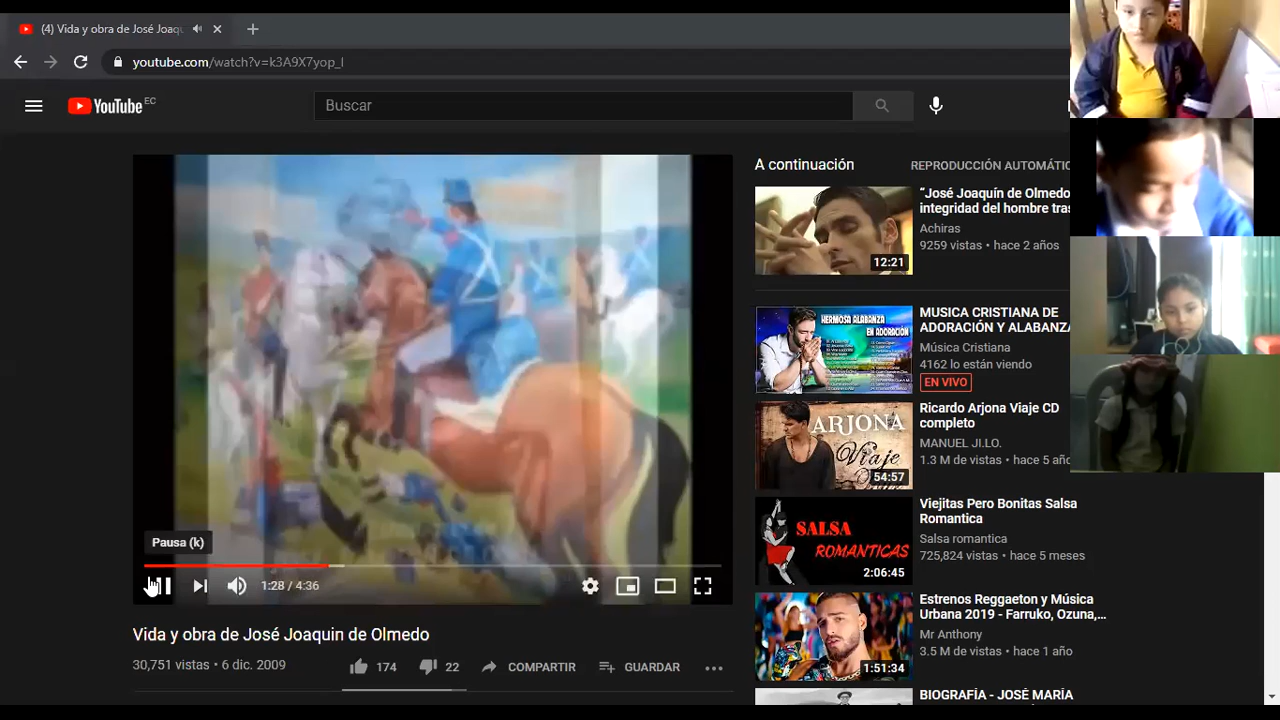 (4) Vida y obra de José Joaqu
youtube.com/watch?v=k3A9X7yop_I
YouTube EC
Buscar
Pausa (k)
1:28 / 4:36
Vida y obra de José Joaquin de Olmedo
30,751 vistas • 6 dic. 2009
174
22
COMPARTIR
GUARDAR
A continuación
REPRODUCCIÓN AUTOMÁTIC
12:21
“José Joaquín de Olmedo
integridad del hombre tras
Achiras
9259 vistas • hace 2 años
HERMOSA ALABANZA
EN ADORACIÓN
MUSICA CRISTIANA DE
ADORACIÓN Y ALABANZA
Música Cristiana
4162 lo están viendo
EN VIVO
ARJONA
Viaje
54:57
Ricardo Arjona Viaje CD
completo
MANUEL JI.LO.
1.3 M de vistas • hace 5 año
SALSA
ROMANTICAS
2:06:45
Viejitas Pero Bonitas Salsa
Romantica
Salsa romantica
725,824 vistas • hace 5 meses
1:51:34
Estrenos Reggaeton y Música
Urbana 2019 - Farruko, Ozuna,...
Mr Anthony
3.5 M de vistas • hace 1 año
BIOGRAFÍA - JOSÉ MARÍA